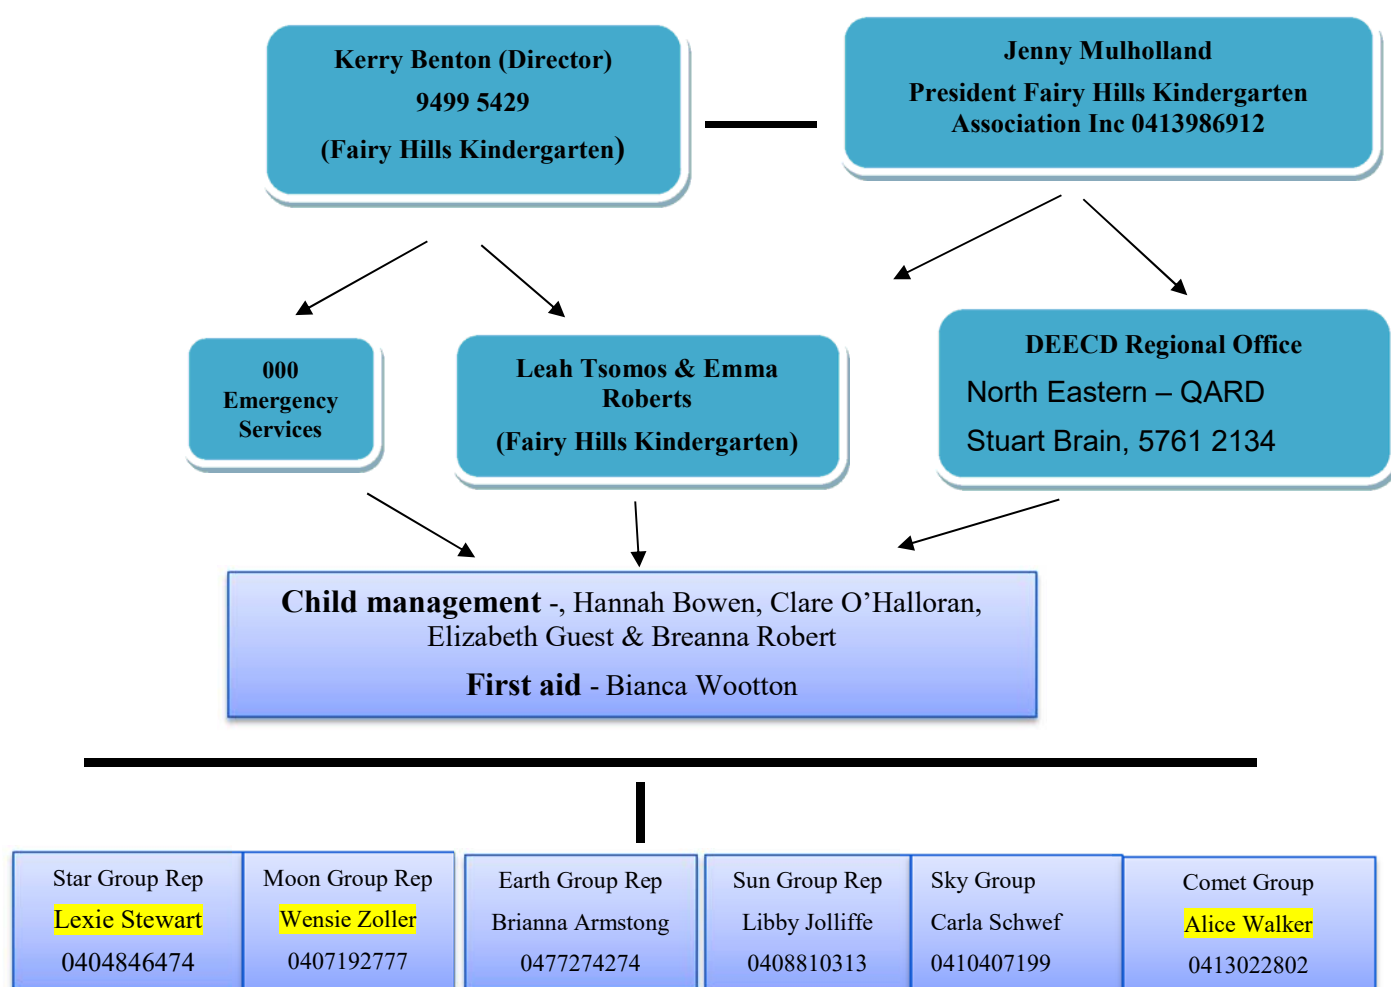 Kerry Benton (Director)
9499 5429
(Fairy Hills Kindergarten)
Jenny Mulholland
President Fairy Hills Kindergarten
Association Inc 0413986912
000
Emergency
Services
Leah Tsomos & Emma
Roberts
(Fairy Hills Kindergarten)
DEECD Regional Office
North Eastern – QARD
Stuart Brain, 5761 2134
Child management -, Hannah Bowen, Clare O’Halloran,
Elizabeth Guest & Breanna Robert
First aid - Bianca Wootton
Star Group Rep
Lexie Stewart
0404846474
Moon Group Rep
Wensie Zoller
0407192777
Earth Group Rep
Brianna Armstong
0477274274
Sun Group Rep
Libby Jolliffe
0408810313
Sky Group
Carla Schwef
0410407199
Comet Group
Alice Walker
0413022802